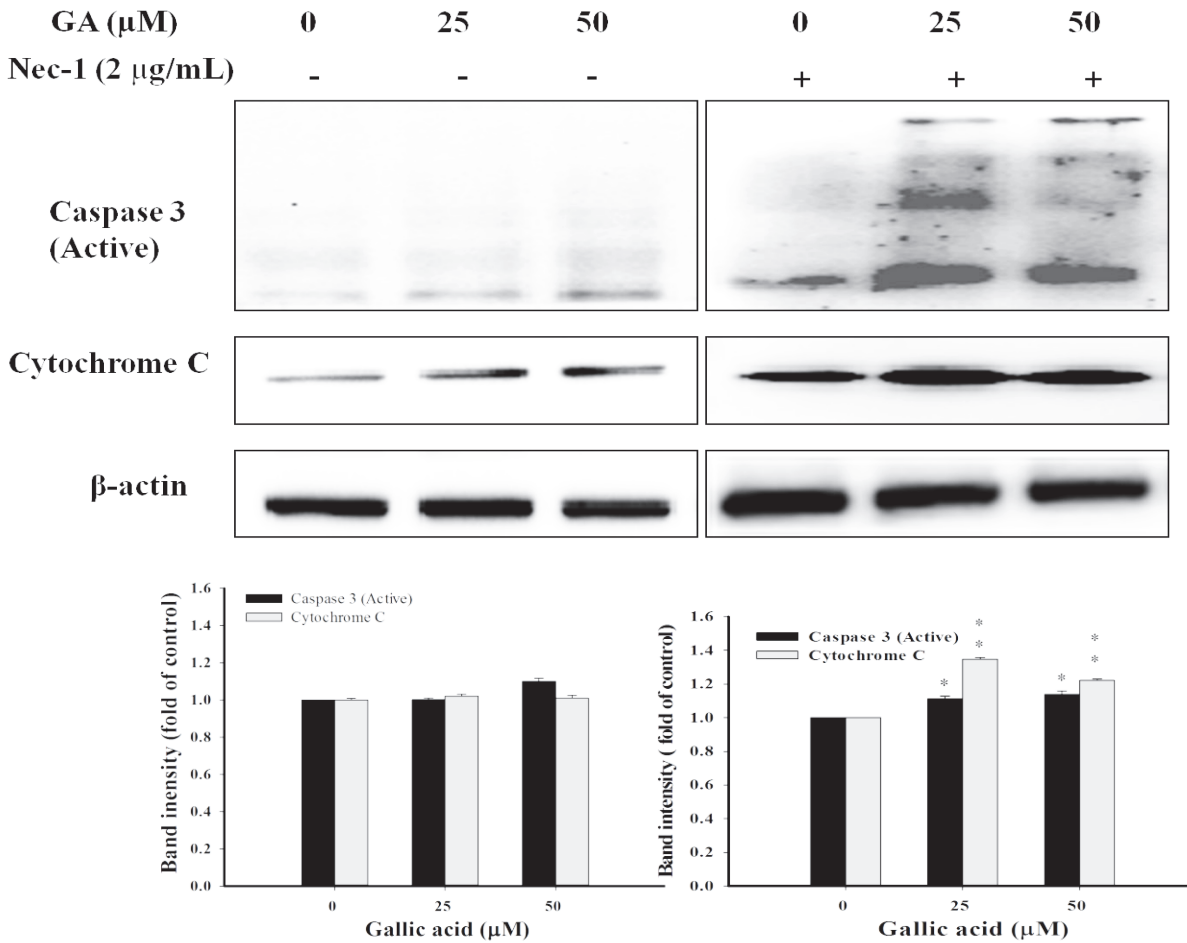 GA (μM) 0 25 50 0 25 50
Nec-1 (2 μg/mL) - - - + + +
Caspase 3
(Active)
Cytochrome C
β-actin
Band inensity (fold of control)
1.6
1.4
1.2
1.0
0.8
0.6
0.4
0.2
0.0
Caspase 3 (Active)
Cytochrome C
0 25 50
Gallic acid (μM)
Band intensity ( fold of control)
1.6
1.4
1.2
1.0
0.8
0.6
0.4
0.2
0.0
Caspase 3 (Active)
Cytochrome C
* * * * * *
0 25 50
Gallic acid (μM)